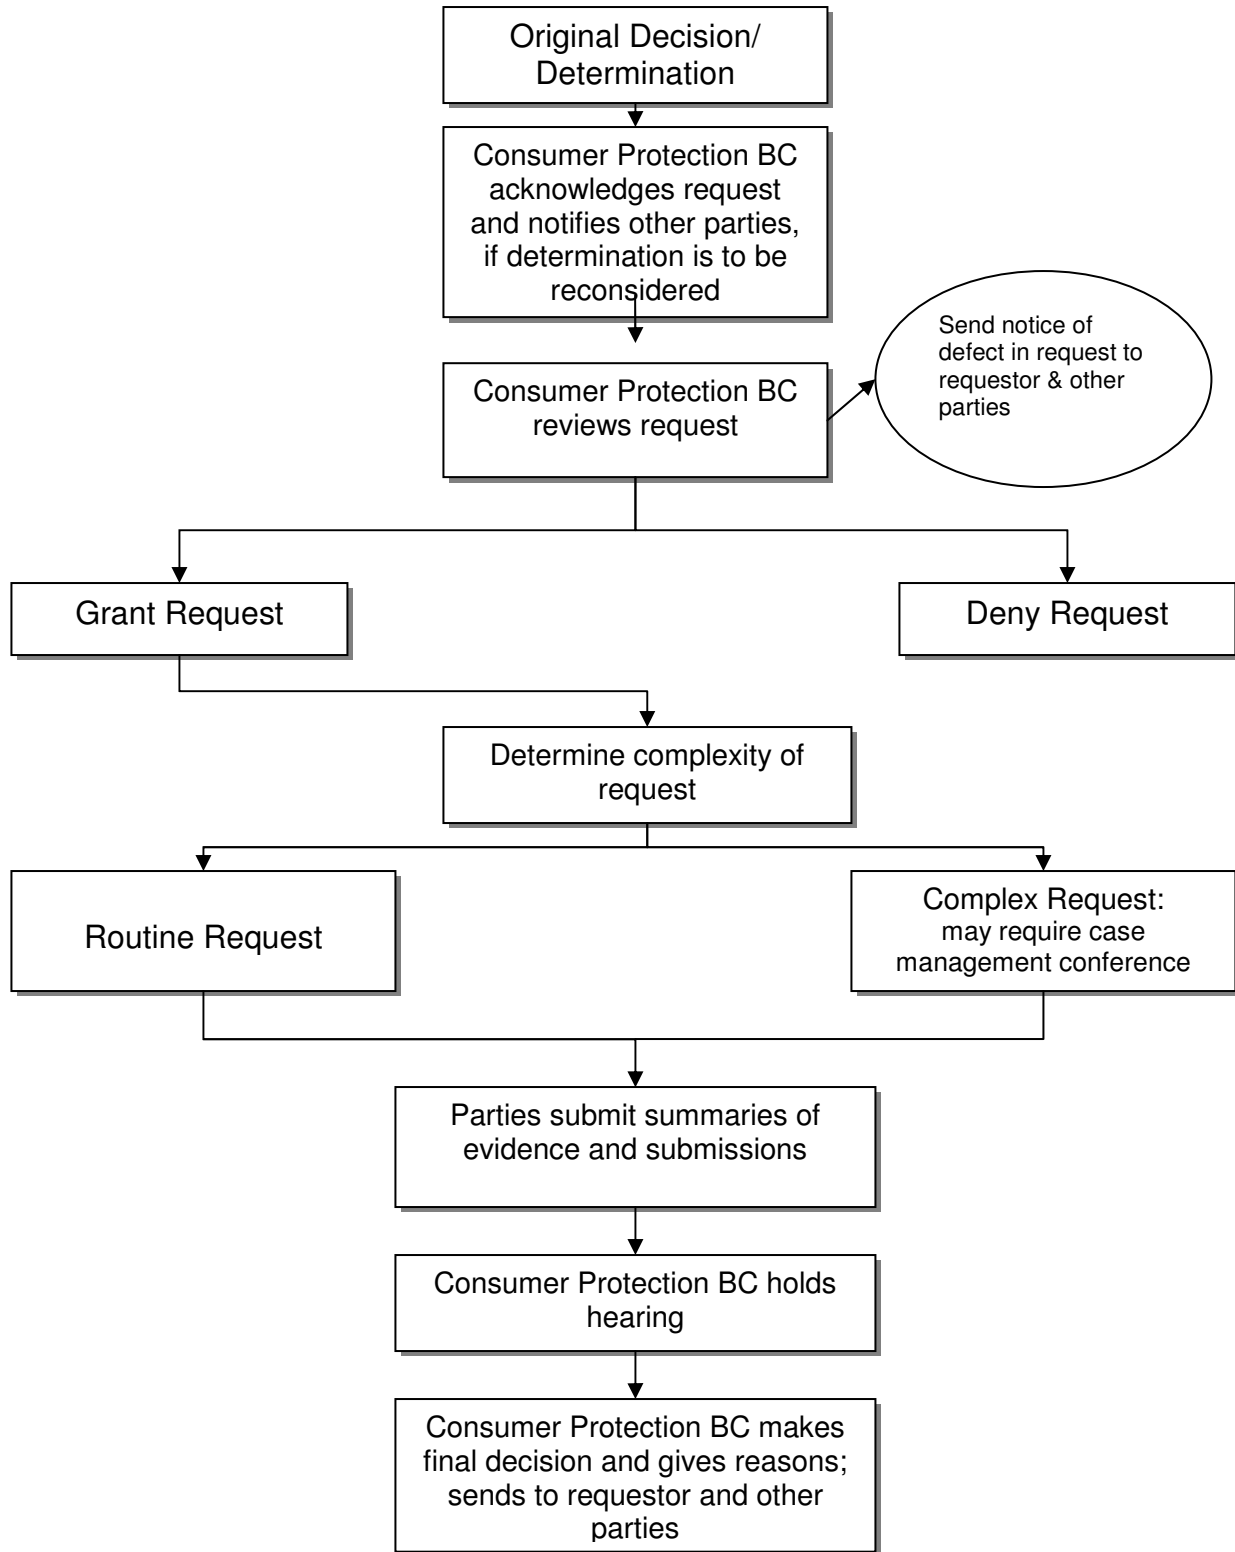 Original Decision/
Determination
Consumer Protection BC
acknowledges request
and notifies other parties,
if determination is to be
reconsidered
Send notice of
defect in request to
requestor & other
parties
Consumer Protection BC
reviews request
Grant Request
Deny Request
Determine complexity of
request
Routine Request
Complex Request:
may require case
management conference
Parties submit summaries of
evidence and submissions
Consumer Protection BC holds
hearing
Consumer Protection BC makes
final decision and gives reasons;
sends to requestor and other
parties